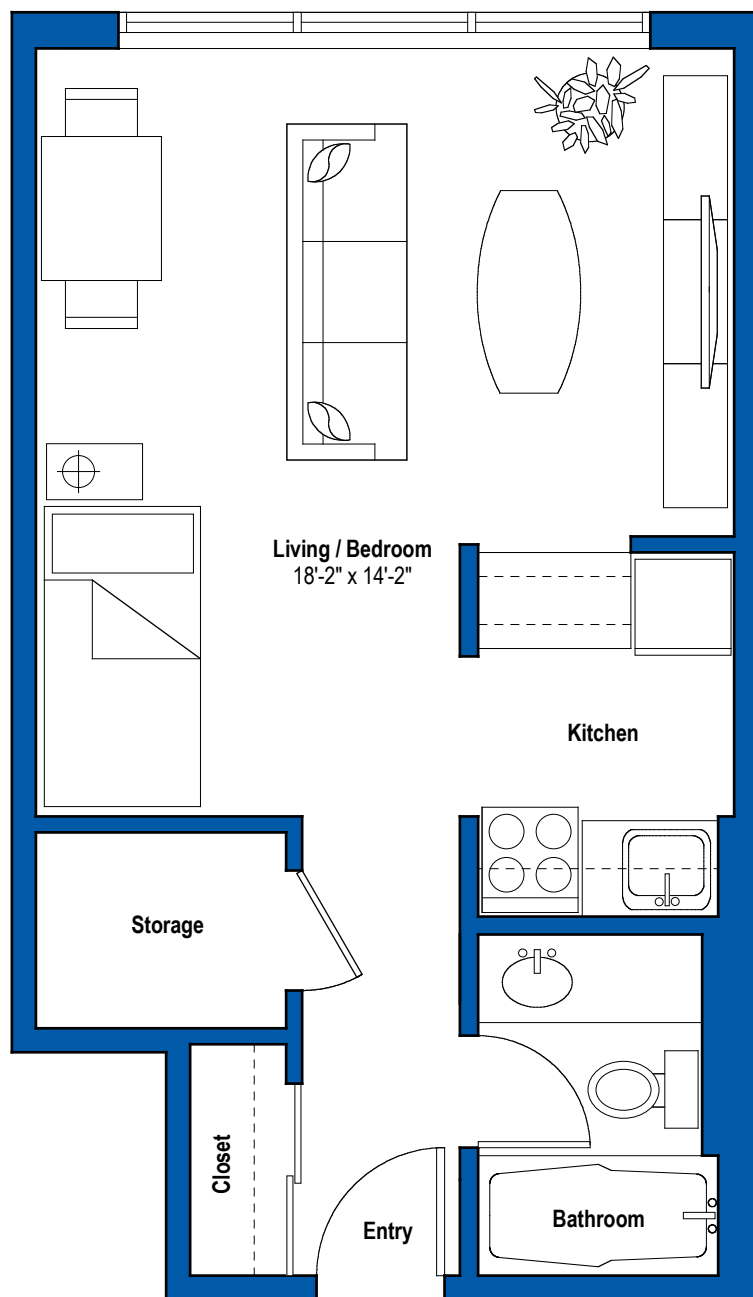 Living / Bedroom
18'-2" x 14'-2"
Kitchen
Storage
Closet
Entry
Bathroom